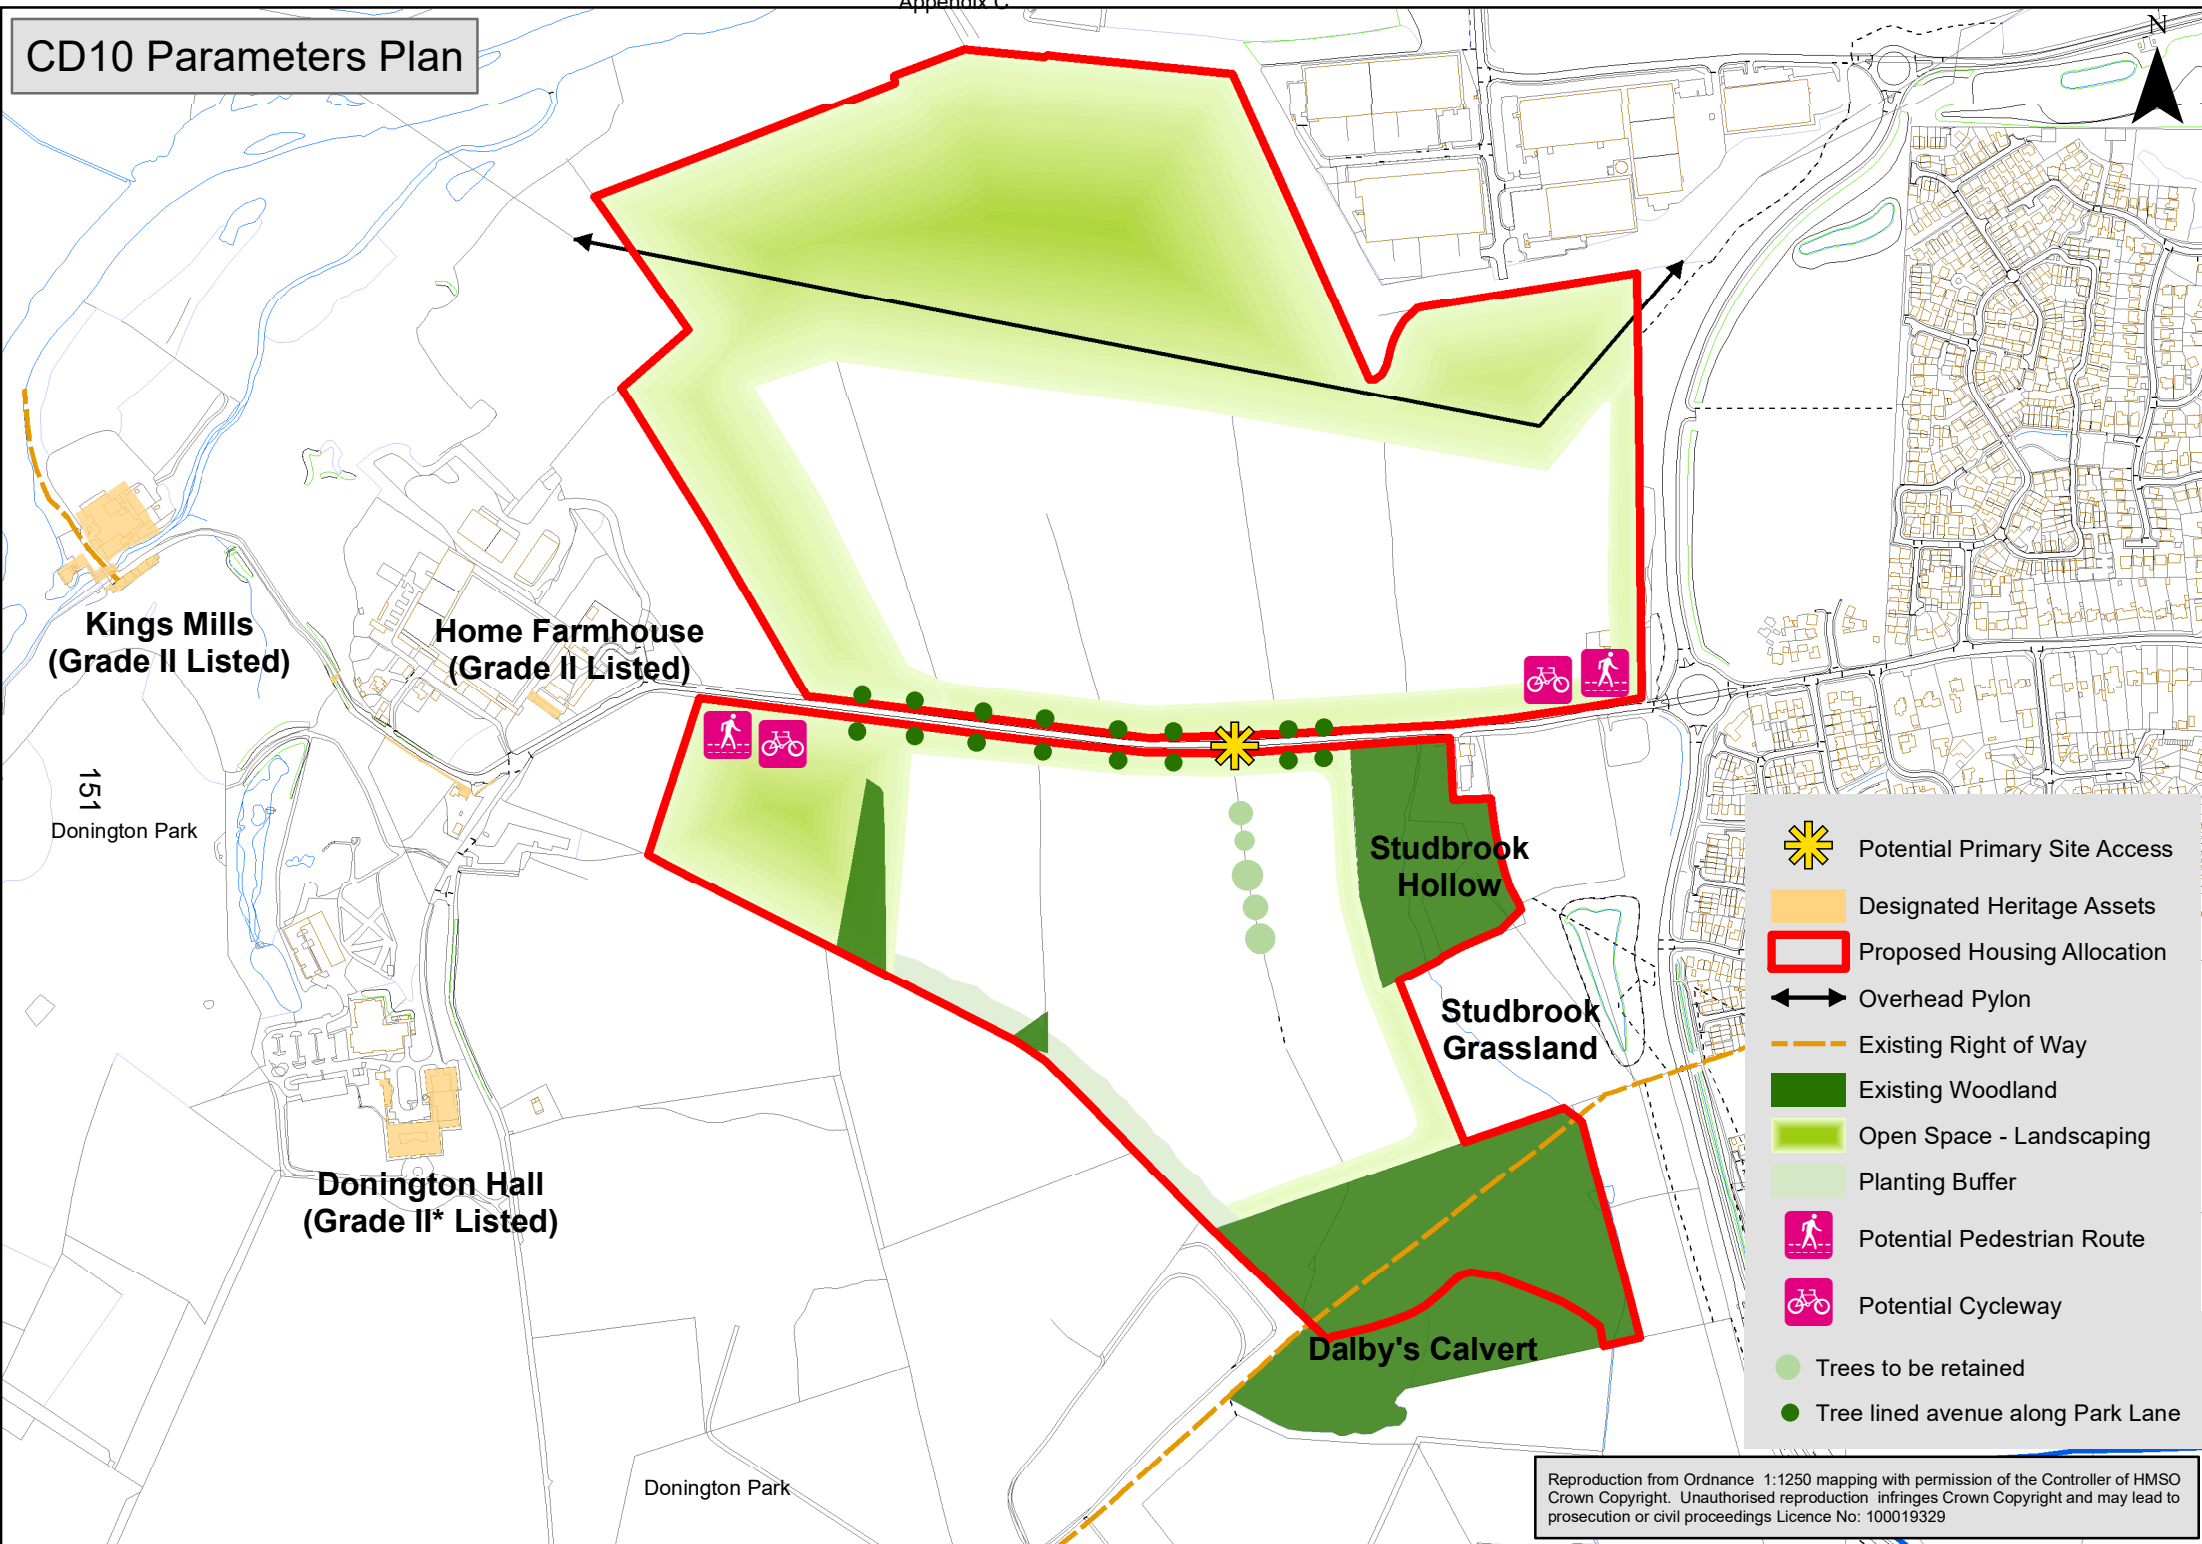 Appendix C
CD10 Parameters Plan
N
Kings Mills
(Grade II Listed)
Home Farmhouse
(Grade II Listed)
151
Donington Park
Studbrook
Hollow
Studbrook
Grassland
Donington Hall
(Grade II* Listed)
Dalby's Calvert
Donington Park
Potential Primary Site Access
Designated Heritage Assets
Proposed Housing Allocation
Overhead Pylon
Existing Right of Way
Existing Woodland
Open Space - Landscaping
Planting Buffer
Potential Pedestrian Route
Potential Cycleway
Trees to be retained
Tree lined avenue along Park Lane
Reproduction from Ordnance 1:1250 mapping with permission of the Controller of HMSO
Crown Copyright. Unauthorised reproduction infringes Crown Copyright and may lead to
prosecution or civil proceedings Licence No: 100019329